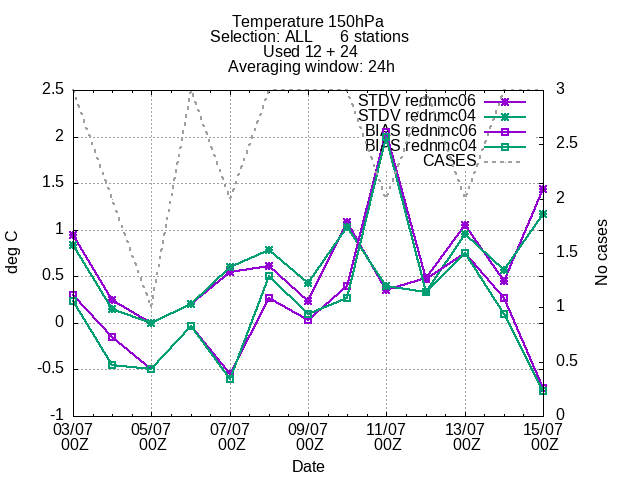 Temperature 150hPa
Selection: ALL 6 stations
Used 12 + 24
Averaging window: 24h
STDV rednmc06
STDV rednmc04
BIAS rednmc06
BIAS rednmc04
CASES
2.5
2
1.5
1
0.5
0
-0.5
-1
deg C
3
2.5
2
1.5
1
0.5
0
No cases
03/07 05/07 07/07 09/07 11/07 13/07 15/07
00Z 00Z 00Z 00Z 00Z 00Z 00Z
Date